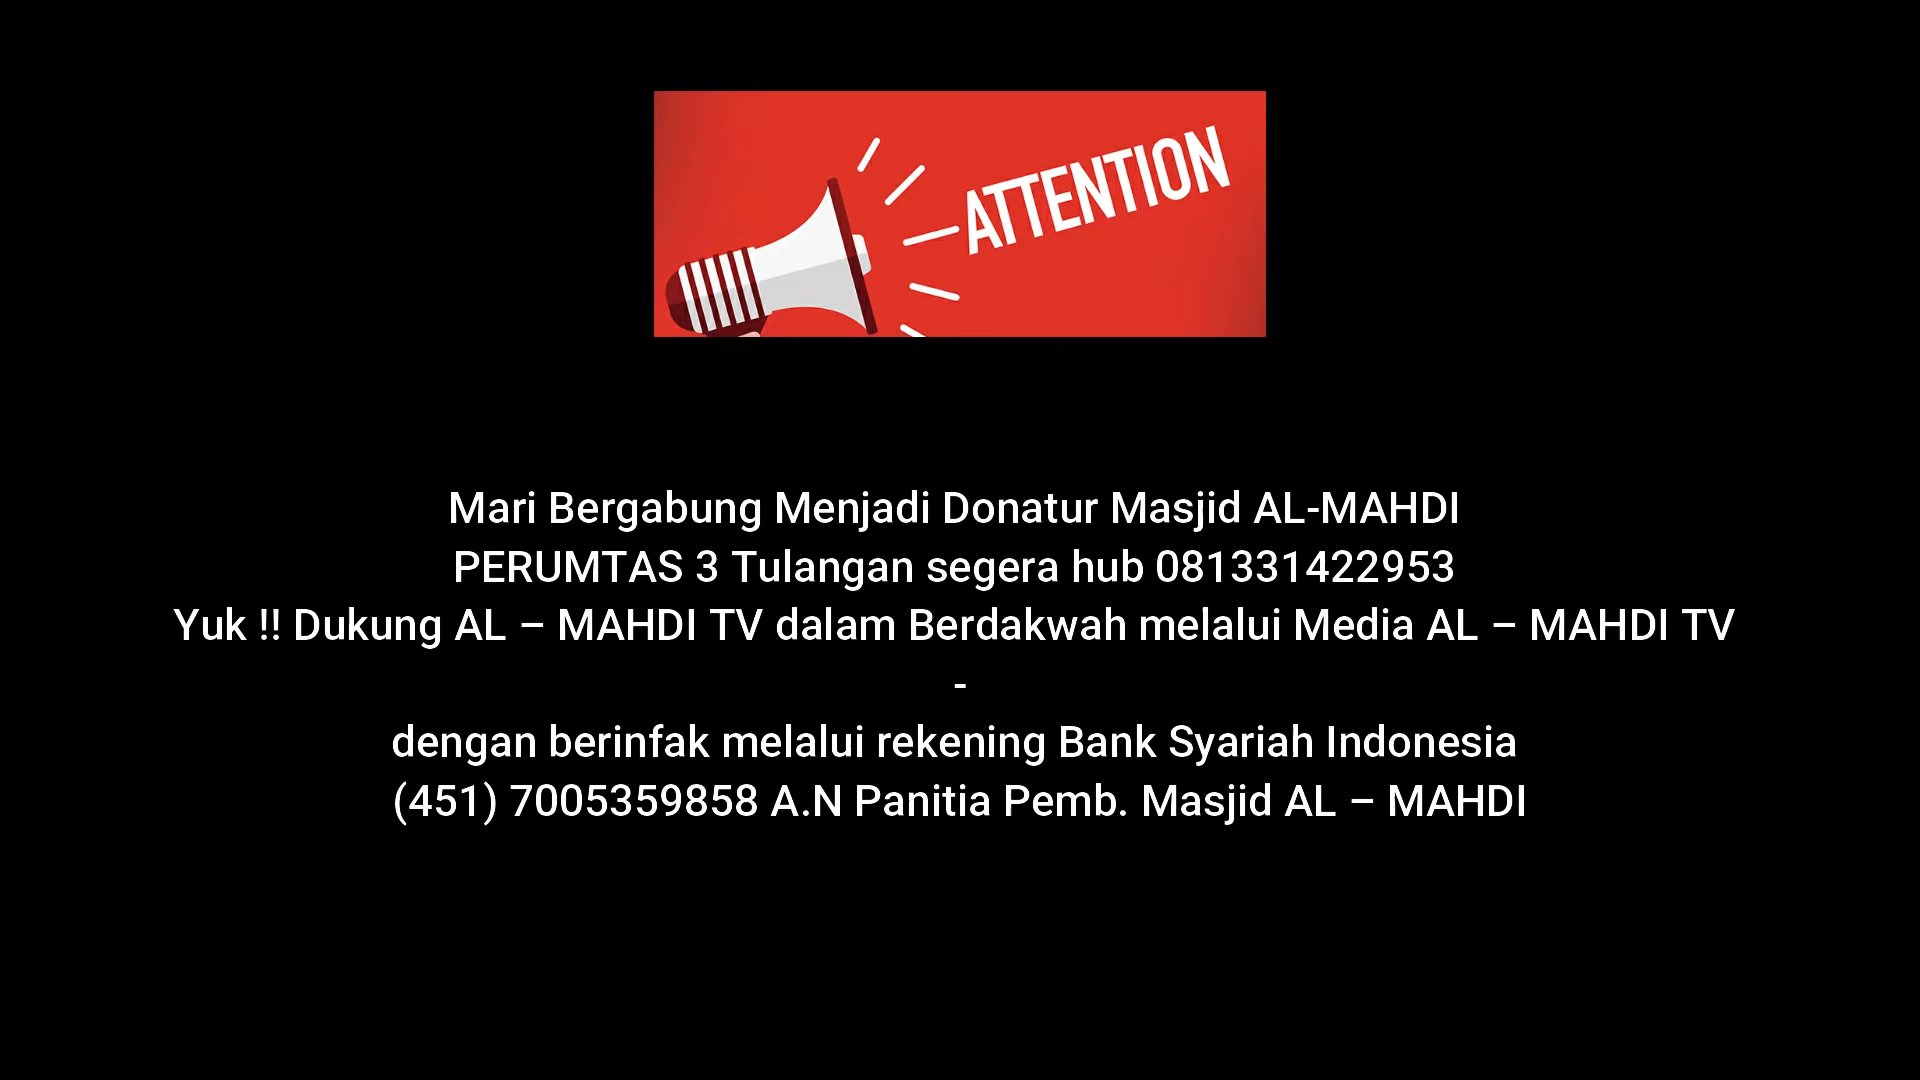 ATTENTION
Mari Bergabung Menjadi Donatur Masjid AL-MAHDI
PERUMTAS 3 Tulangan segera hub 081331422953
Yuk !! Dukung AL – MAHDI TV dalam Berdakwah melalui Media AL – MAHDI TV
-
dengan berinfak melalui rekening Bank Syariah Indonesia
(451) 7005359858 A.N Panitia Pemb. Masjid AL – MAHDI